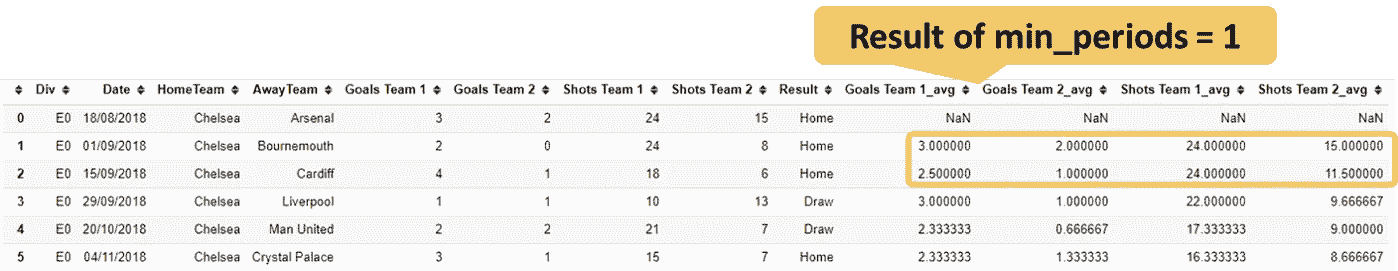 Result of min_periods = 1
Div Date HomeTeam AwayTeam Goals Team 1 Goals Team 2 Shots Team 1 Shots Team 2 Result Goals Team 1_avg Goals Team 2_avg Shots Team 1_avg Shots Team 2_avg
0 E0 18/08/2018 Chelsea Arsenal 3 2 24 15 Home NaN NaN NaN NaN
1 E0 01/09/2018 Chelsea Bournemouth 2 0 24 8 Home 3.000000 2.000000 24.000000 15.000000
2 E0 15/09/2018 Chelsea Cardiff 4 1 18 6 Home 2.500000 1.000000 24.000000 11.500000
3 E0 29/09/2018 Chelsea Liverpool 1 1 10 13 Draw 3.000000 1.000000 22.000000 9.666667
4 E0 20/10/2018 Chelsea Man United 2 2 21 7 Draw 2.333333 0.666667 17.333333 9.000000
5 E0 04/11/2018 Chelsea Crystal Palace 3 1 15 7 Home 2.333333 1.333333 16.333333 8.666667